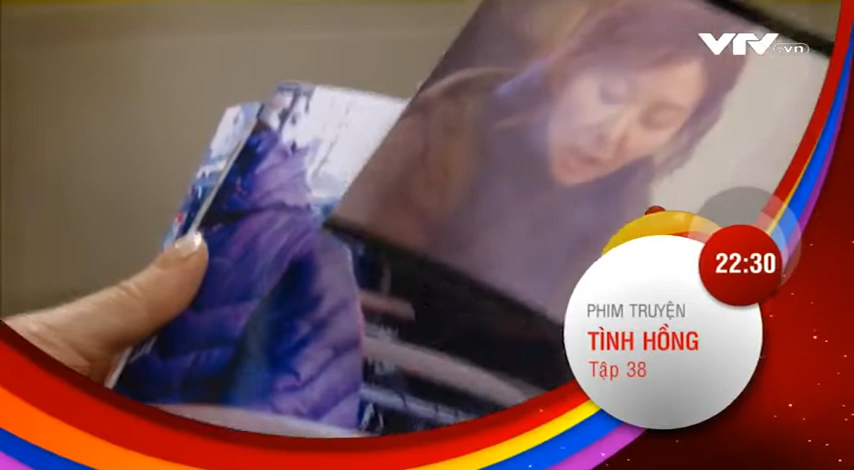 VTV.vn
22:30
PHIM TRUYỆN
TÌNH HỒNG
Tập 38